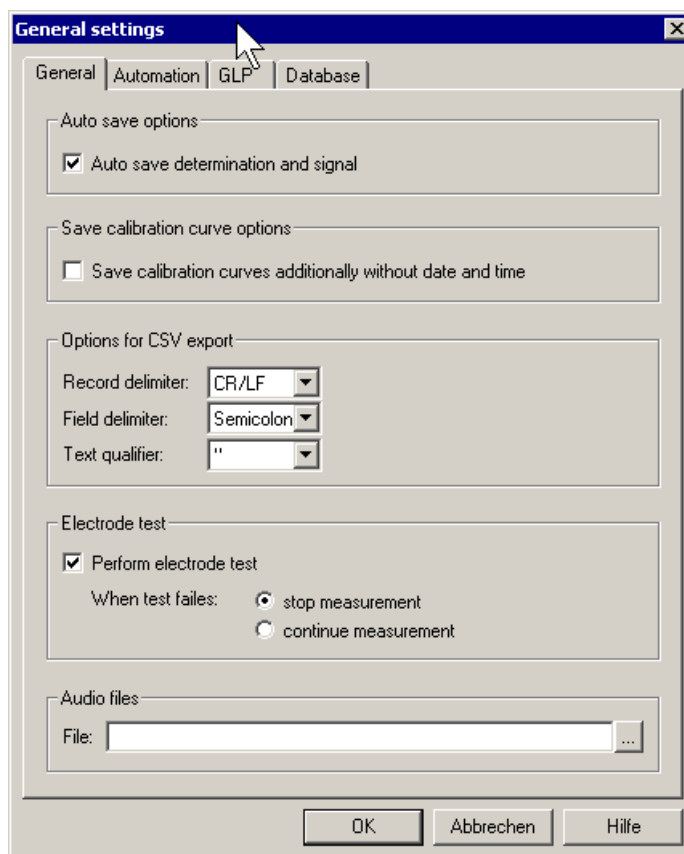 General settings
General Automation GLP Database
Auto save options
Auto save determination and signal
Save calibration curve options
Save calibration curves additionally without date and time
Options for CSV export
Record delimiter: CR/LF
Field delimiter: Semicolon
Text qualifier: "
Electrode test
Perform electrode test
When test failes: stop measurement
continue measurement
Audio files
File: ...
OK Abbrechen Hilfe